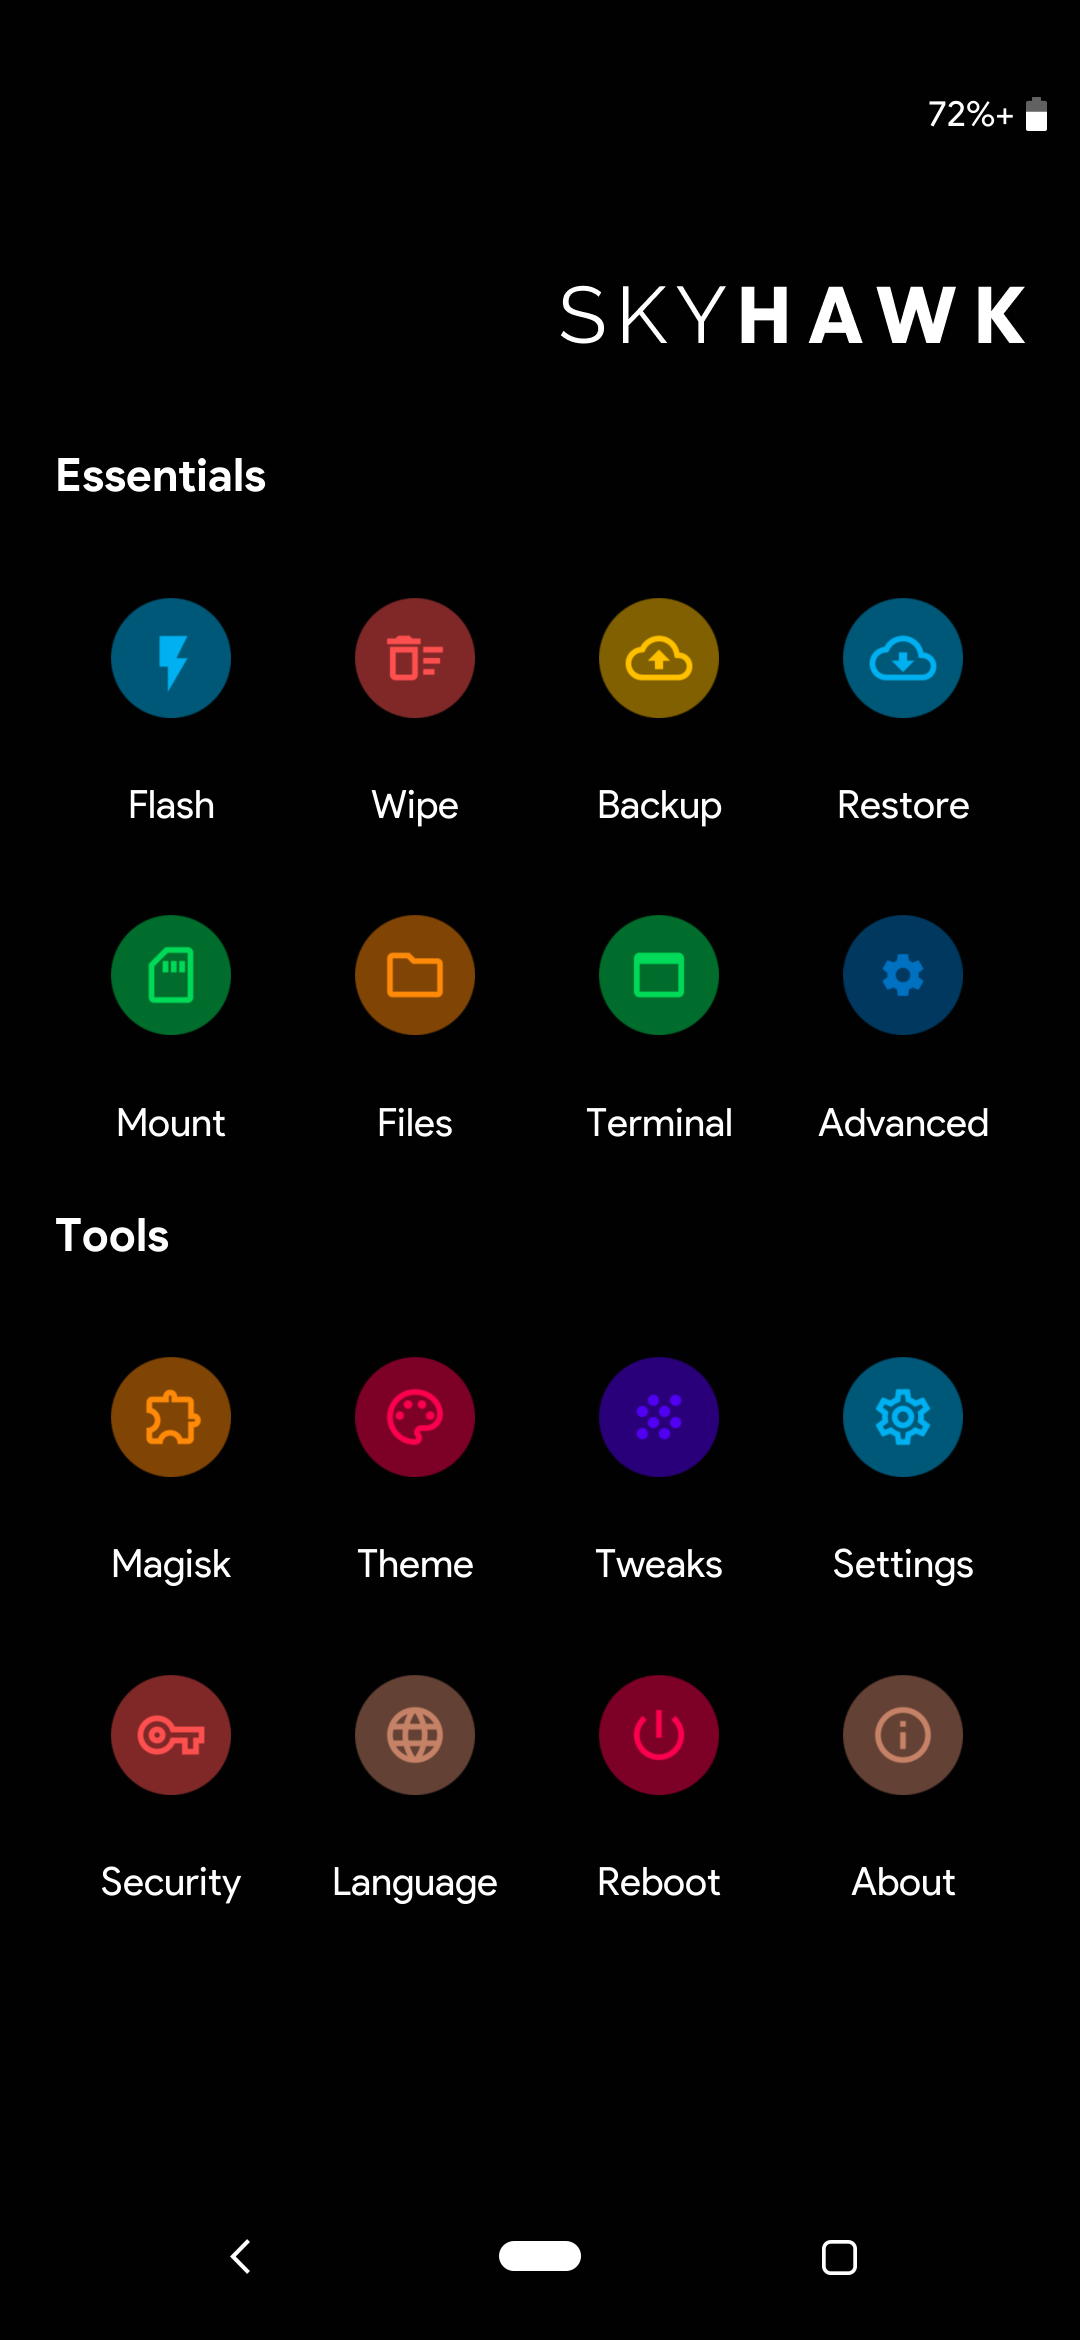 72%+
SKYHAWK
Essentials
Flash Wipe Backup Restore
Mount Files Terminal Advanced
Tools
Magisk Theme Tweaks Settings
Security Language Reboot About